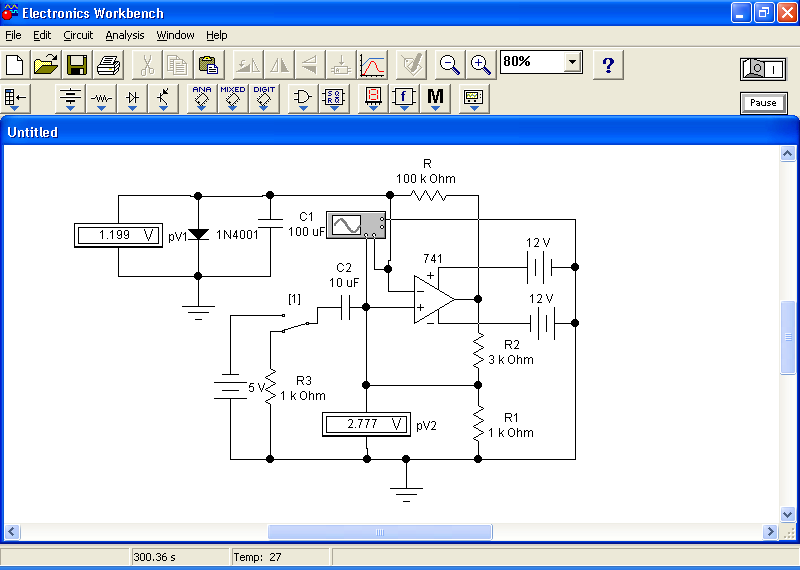 Electronics Workbench
File Edit Circuit Analysis Window Help
80%
?
Pause
ANA MIXED DIGIT
f M
Untitled
R
100 k Ohm
1.199 V pV1
1N4001
C1
100 uF
741
12 V
C2
10 uF
[1]
12 V
R2
3 k Ohm
5 V
R3
1 k Ohm
2.777 V pV2
R1
1 k Ohm
300.36 s
Temp: 27